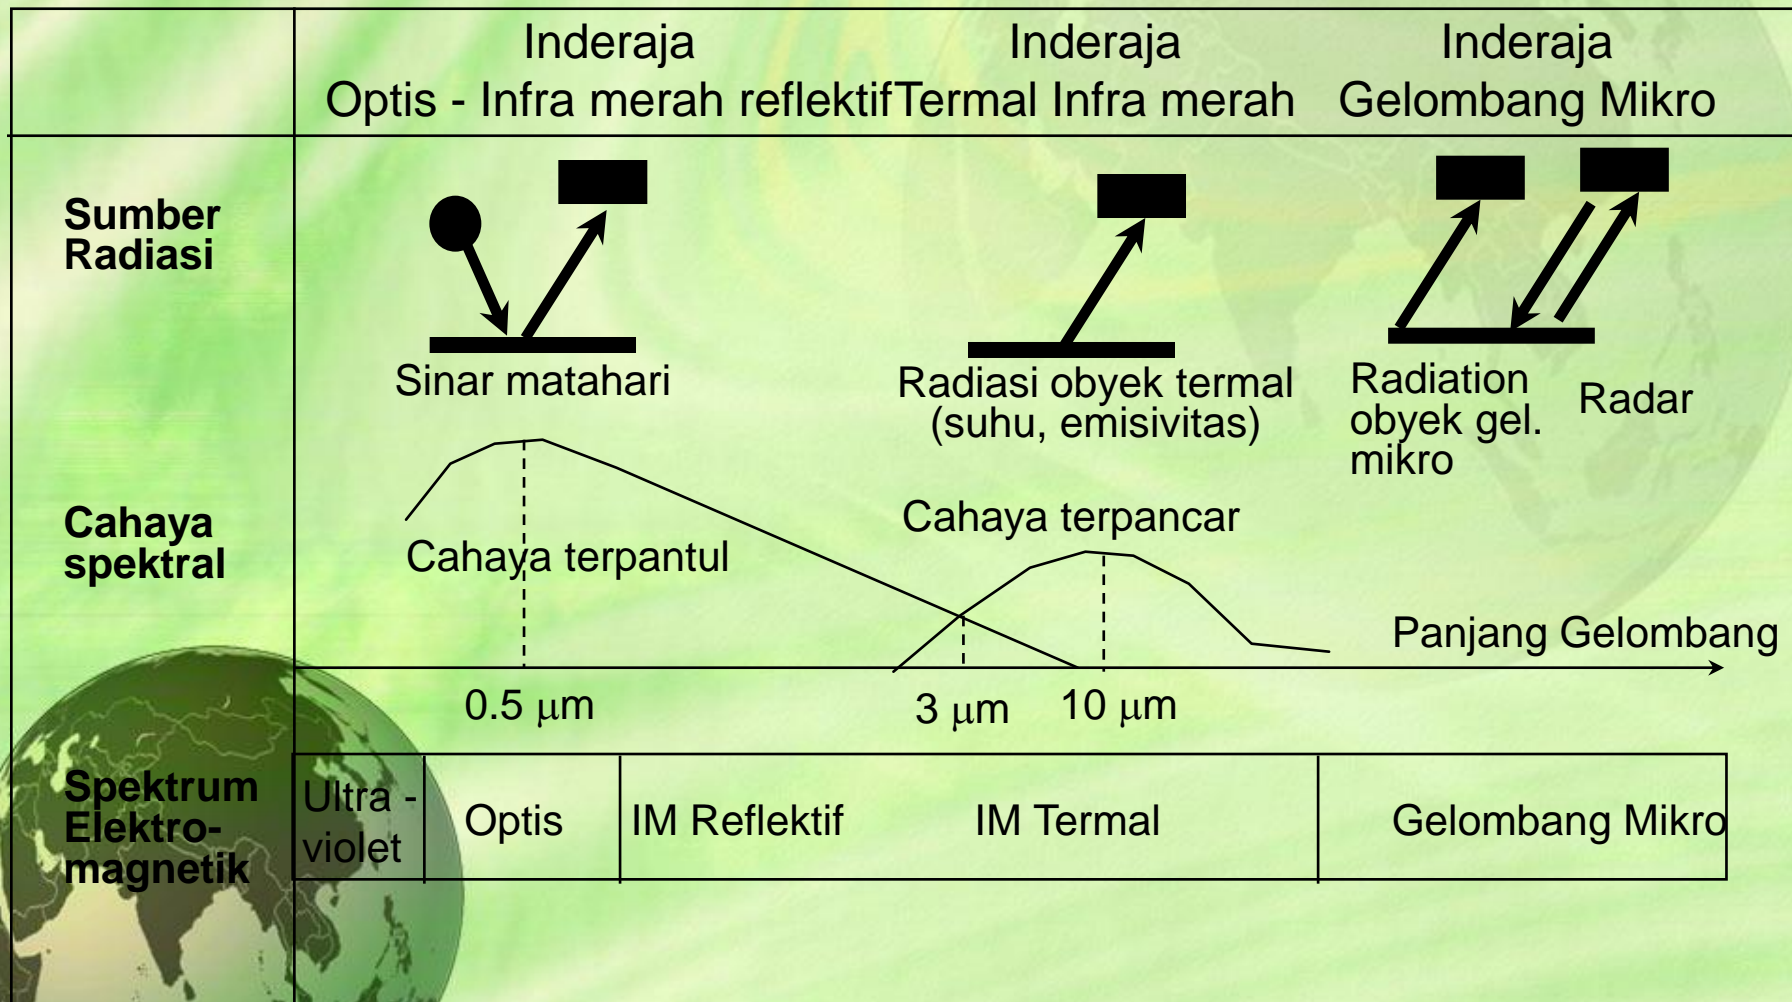 Inderaja
Optis - Infra merah reflektif
Inderaja
Termal Infra merah
Inderaja
Gelombang Mikro
Sumber
Radiasi
Sinar matahari
Radiasi obyek termal
(suhu, emisivitas)
Radiation
obyek gel.
mikro
Radar
Cahaya
spektral
Cahaya terpantul
Cahaya terpancar
Panjang Gelombang
0.5 μm
3 μm
10 μm
Spektrum
Elektro-
magnetik
Ultra -
violet
Optis
IM Reflektif
IM Termal
Gelombang Mikro